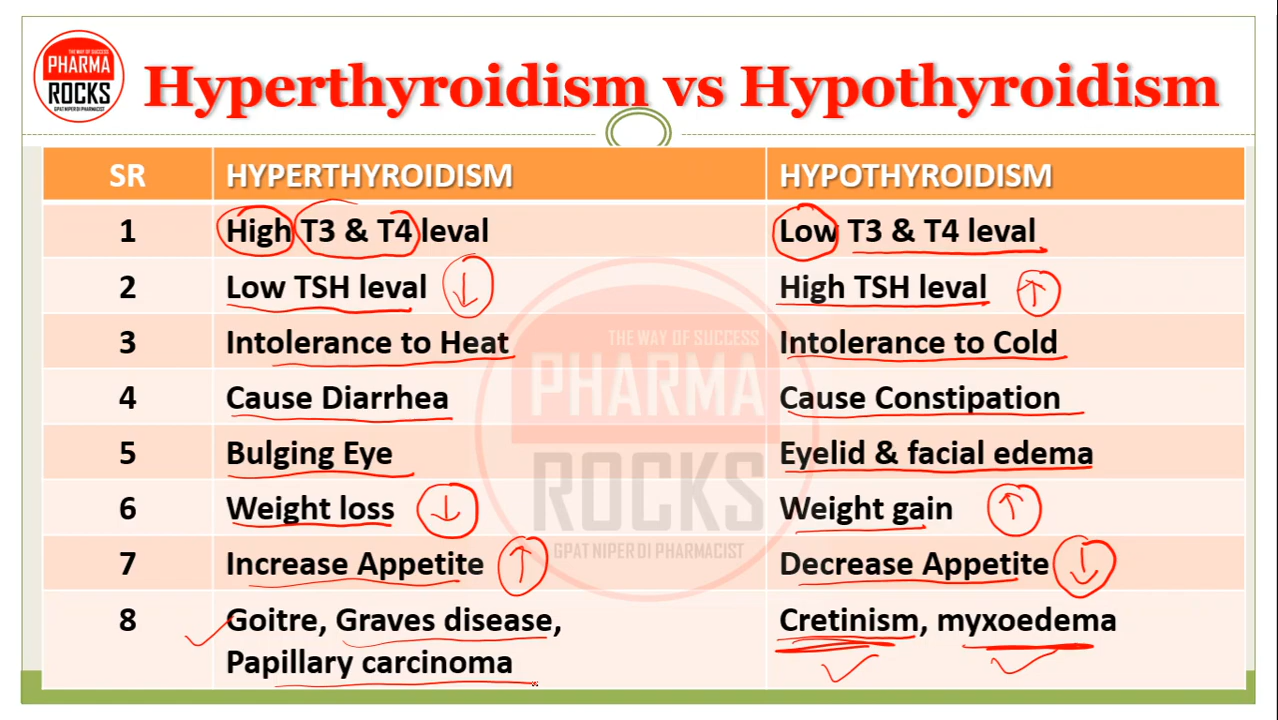 THE WAY OF SUCCESS
PHARMA
ROCKS
GPAT NIPER DI PHARMACIST
Hyperthyroidism vs Hypothyroidism
SR HYPERTHYROIDISM HYPOTHYROIDISM
1 High T3 & T4 leval Low T3 & T4 leval
2 Low TSH leval ↓ High TSH leval ↑
3 Intolerance to Heat Intolerance to Cold
4 Cause Diarrhea Cause Constipation
5 Bulging Eye Eyelid & facial edema
6 Weight loss ↓ Weight gain ↑
7 Increase Appetite ↑ Decrease Appetite ↓
8 Goitre, Graves disease, Cretinism, myxoedema
Papillary carcinoma
THE WAY OF SUCCESS
PHARMA
ROCKS
GPAT NIPER DI PHARMACIST